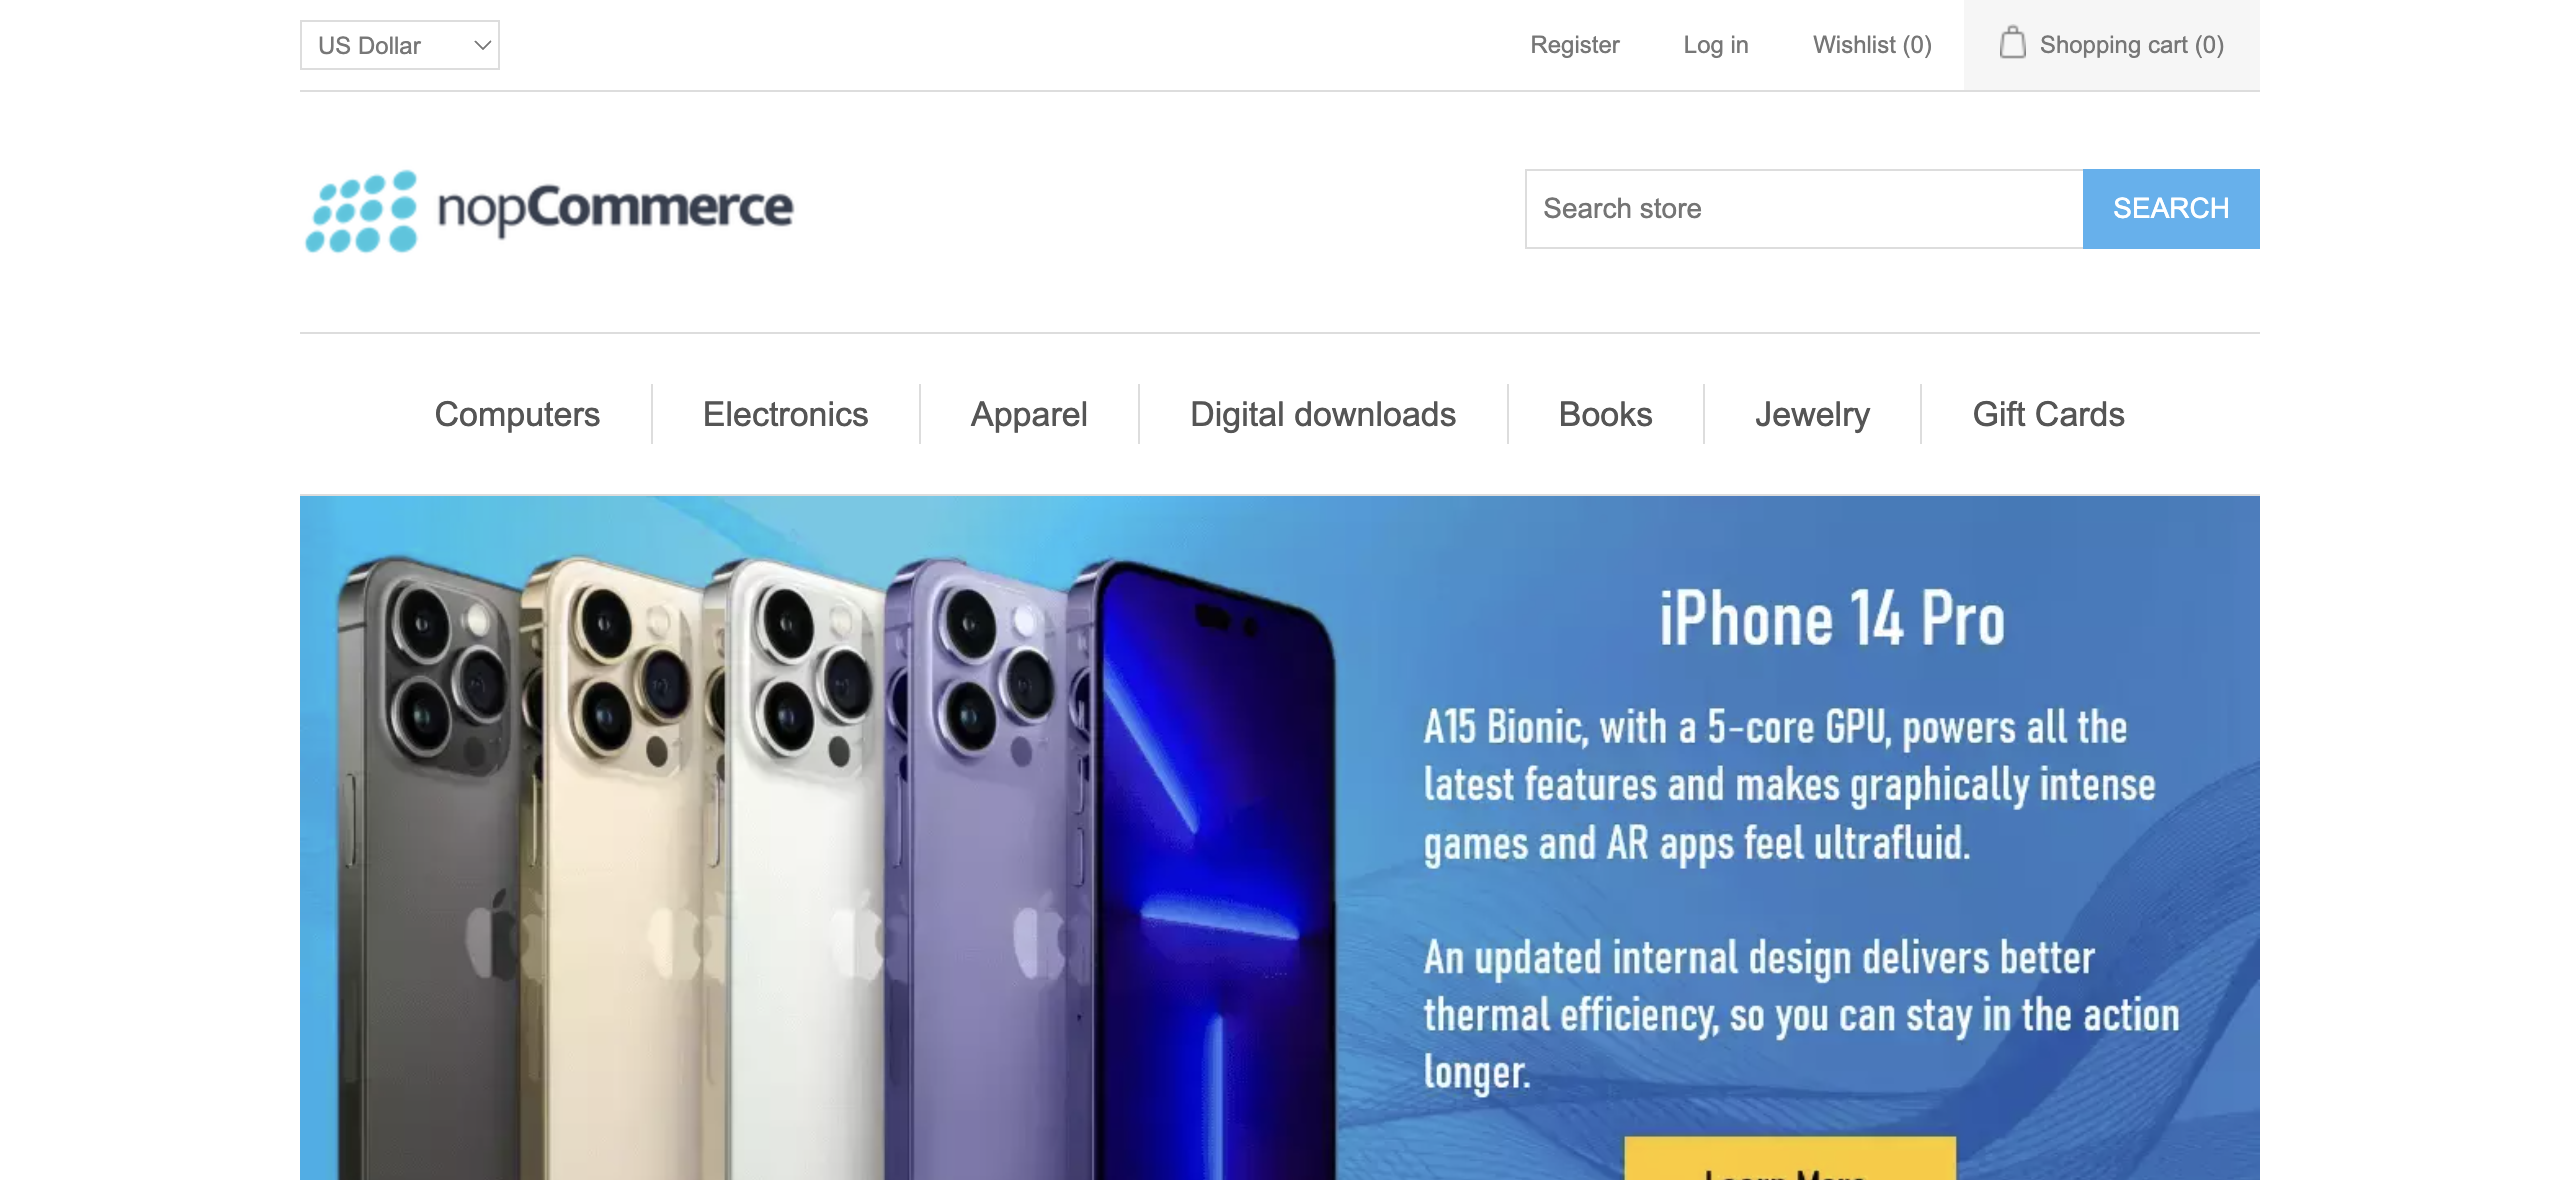 US Dollar
Register
Log in
Wishlist (0)
Shopping cart (0)
nopCommerce
Search store
SEARCH
Computers
Electronics
Apparel
Digital downloads
Books
Jewelry
Gift Cards
iPhone 14 Pro
A15 Bionic, with a 5-core GPU, powers all the
latest features and makes graphically intense
games and AR apps feel ultrafluid.
An updated internal design delivers better
thermal efficiency, so you can stay in the action
longer.
Learn More